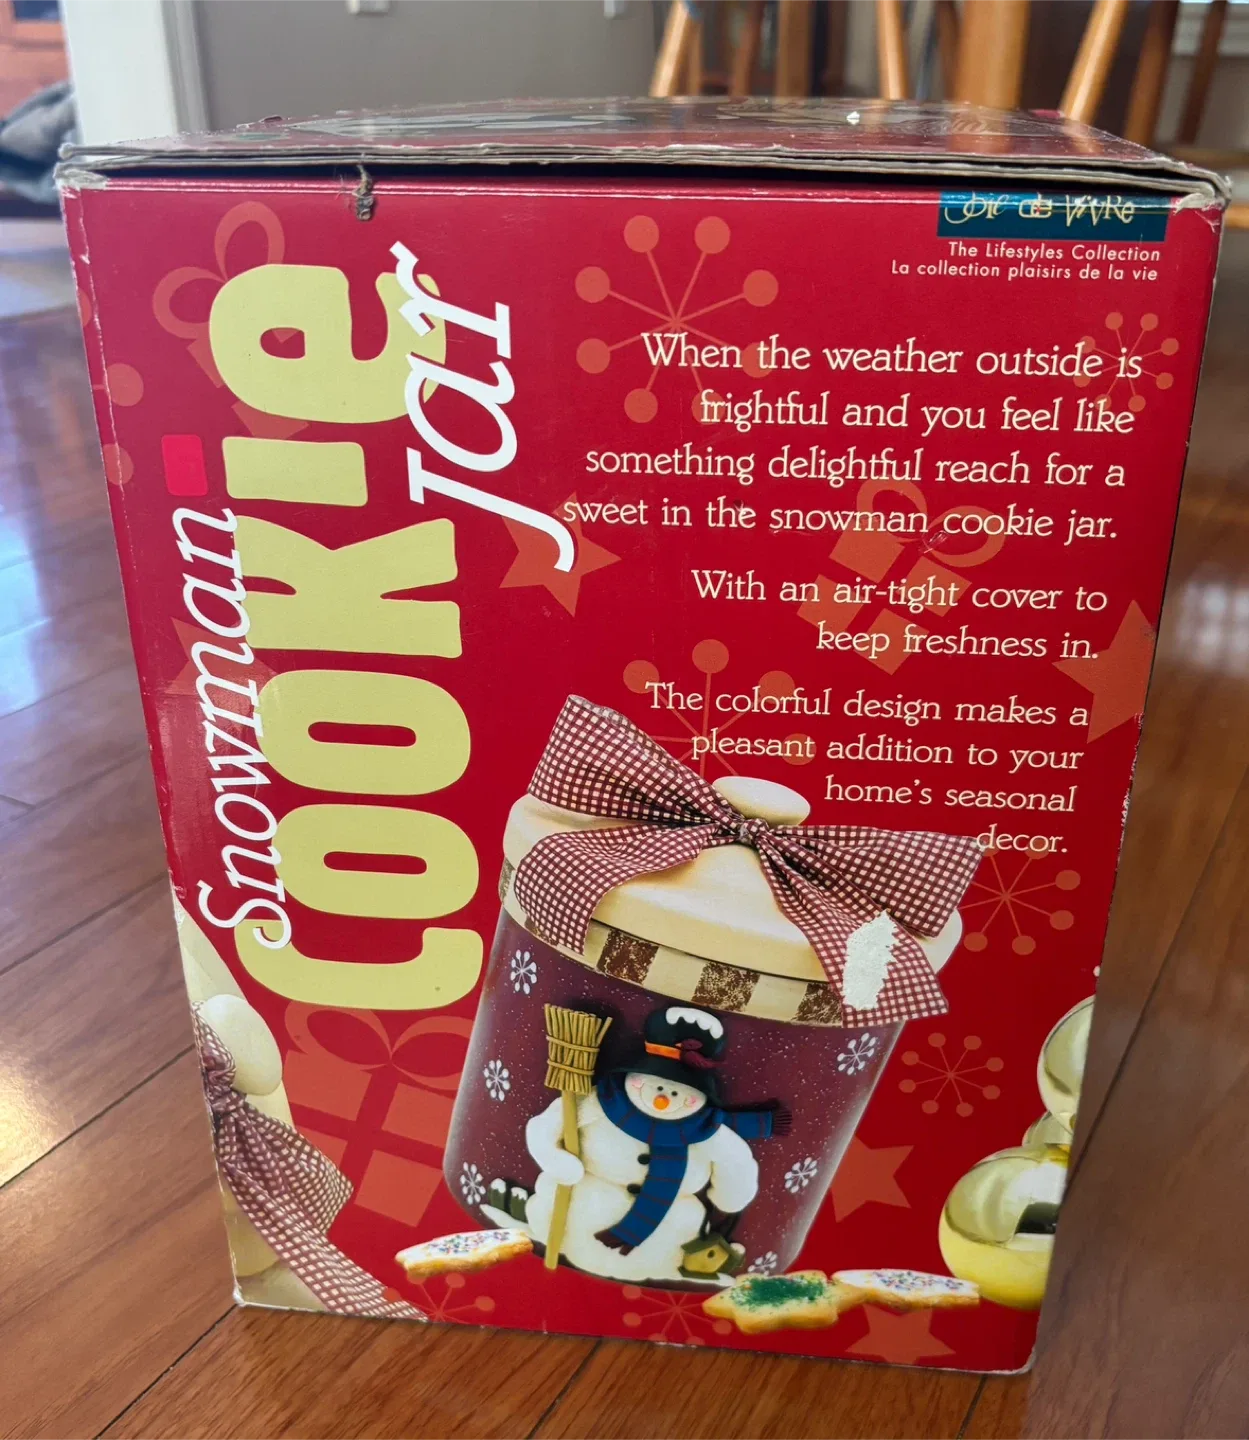 Joie de Vivre
The Lifestyles Collection
La collection plaisirs de la vie
Snowman
Cookie
Jar
When the weather outside is
frightful and you feel like
something delightful reach for a
sweet in the snowman cookie jar.
With an air-tight cover to
keep freshness in.
The colorful design makes a
pleasant addition to your
home's seasonal
decor.